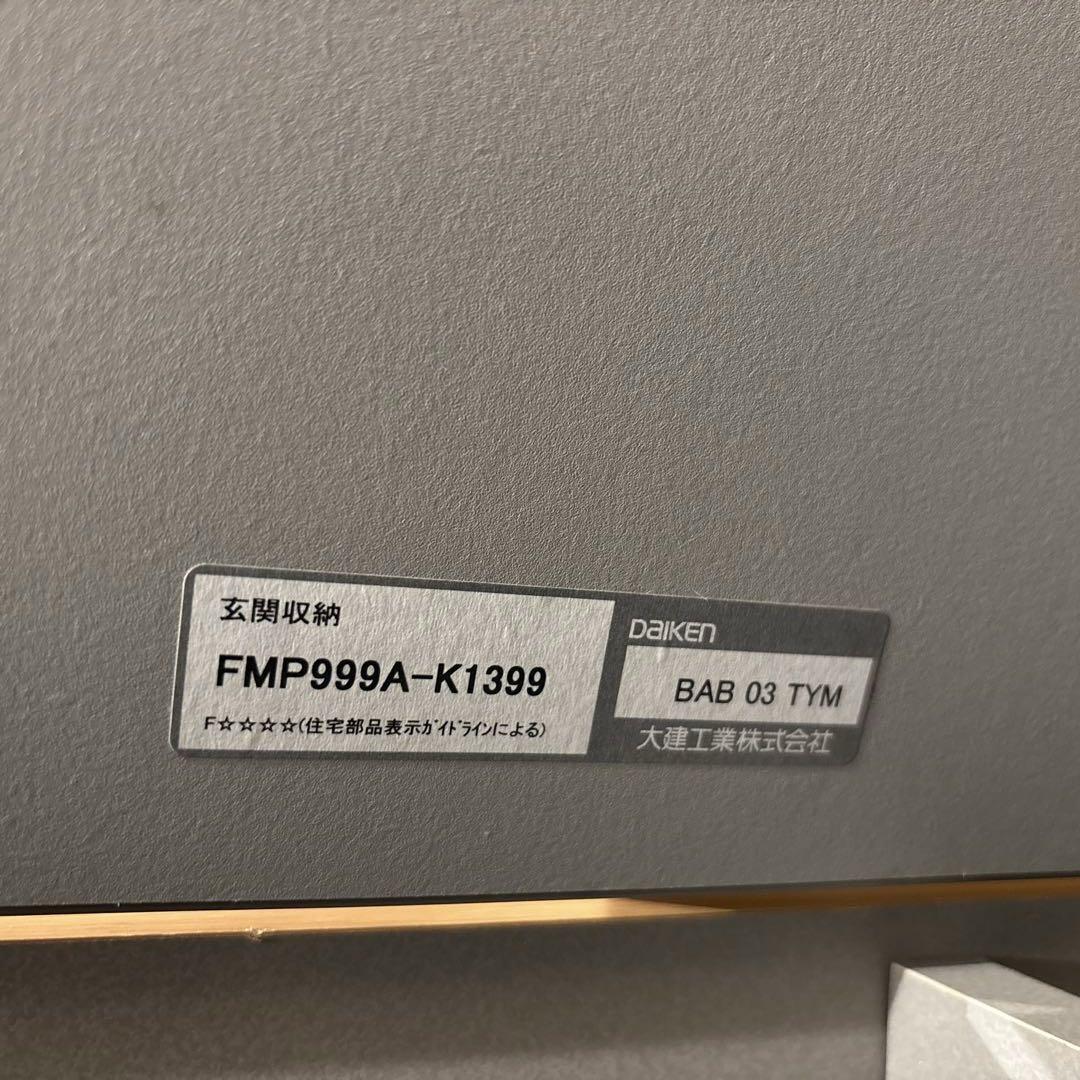 玄関収納
FMP999A-K1399
F☆☆☆☆(住宅部品表示ガイドラインによる)
DAIKEN
BAB 03 TYM
大建工業株式会社